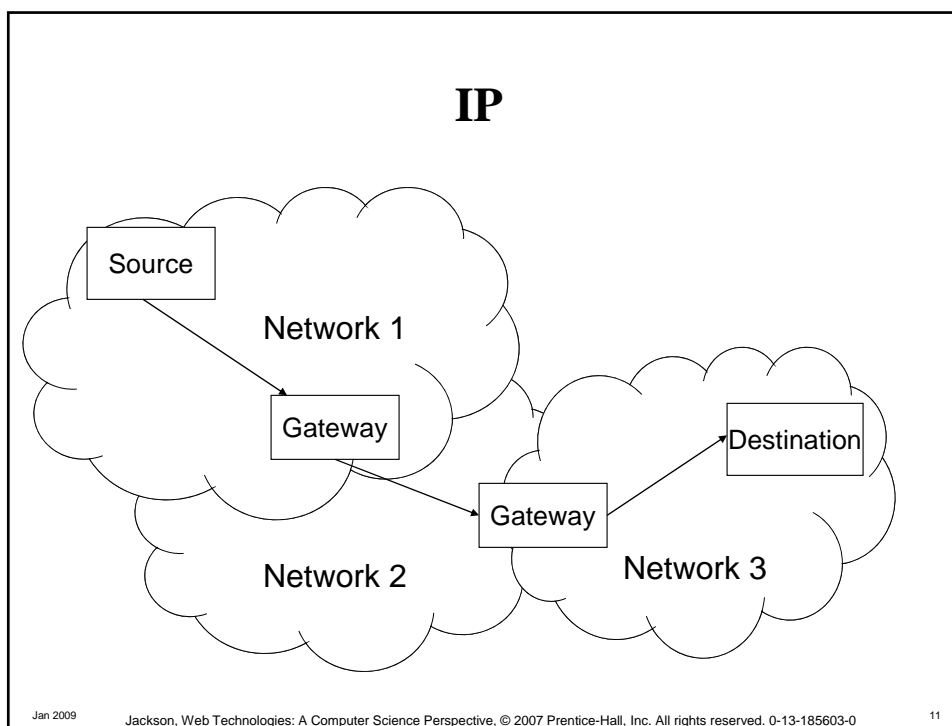 IP
Source
Network 1
Gateway
Destination
Gateway
Network 2
Network 3
Jan 2009
Jackson, Web Technologies: A Computer Science Perspective, © 2007 Prentice-Hall, Inc. All rights reserved. 0-13-185603-0
11